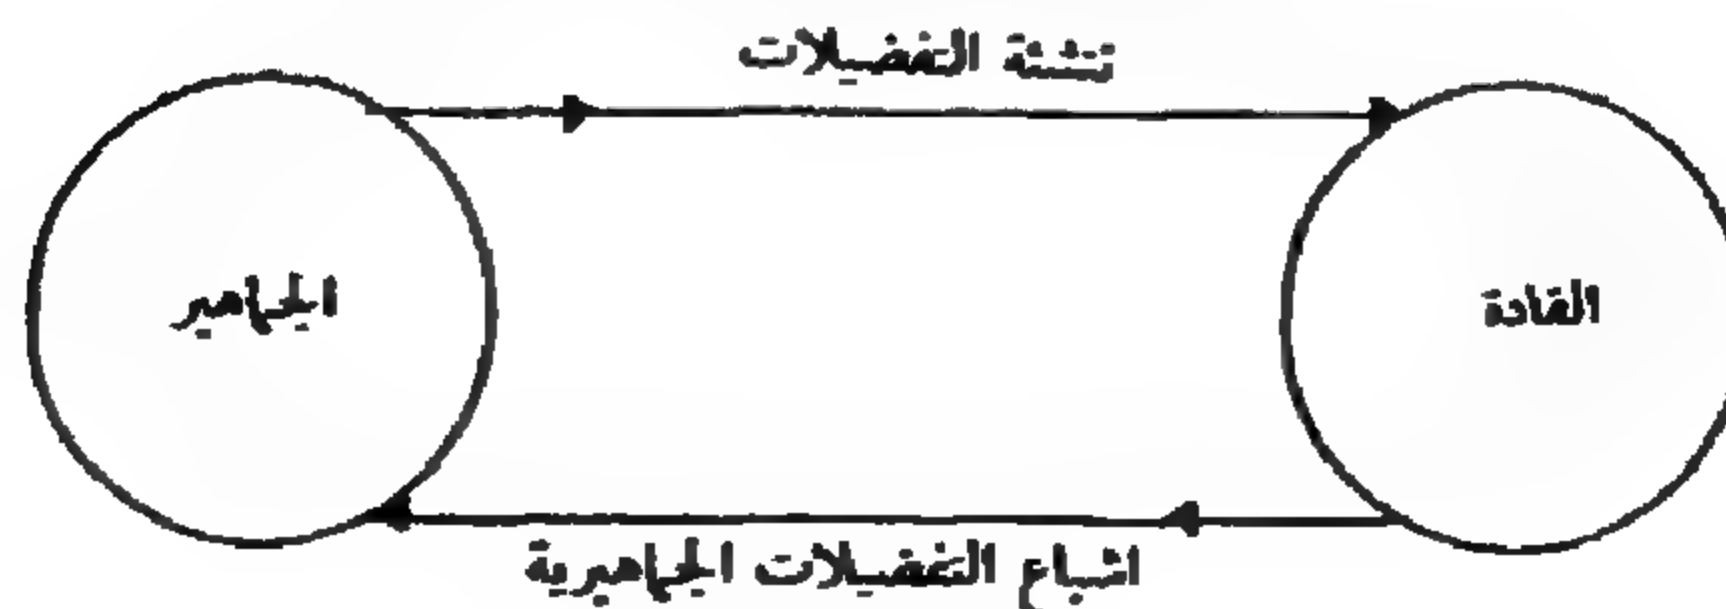 تنشئة التفضيلات
القادة
الجماهير
اشباع التفضيلات الجماهيرية